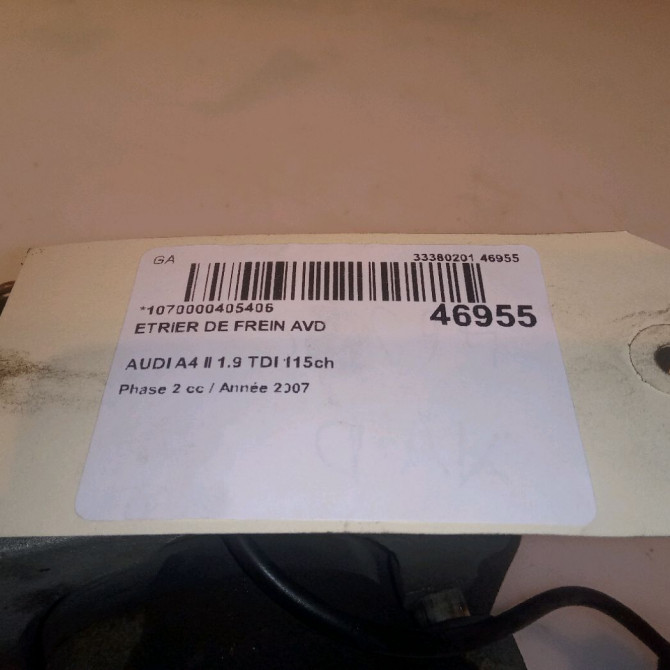 GA 33380201 46955
*1070000405406 46955
ETRIER DE FREIN AVD
AUDI A4 II 1.9 TDI 115ch
Phase 2 cc / Année 2007